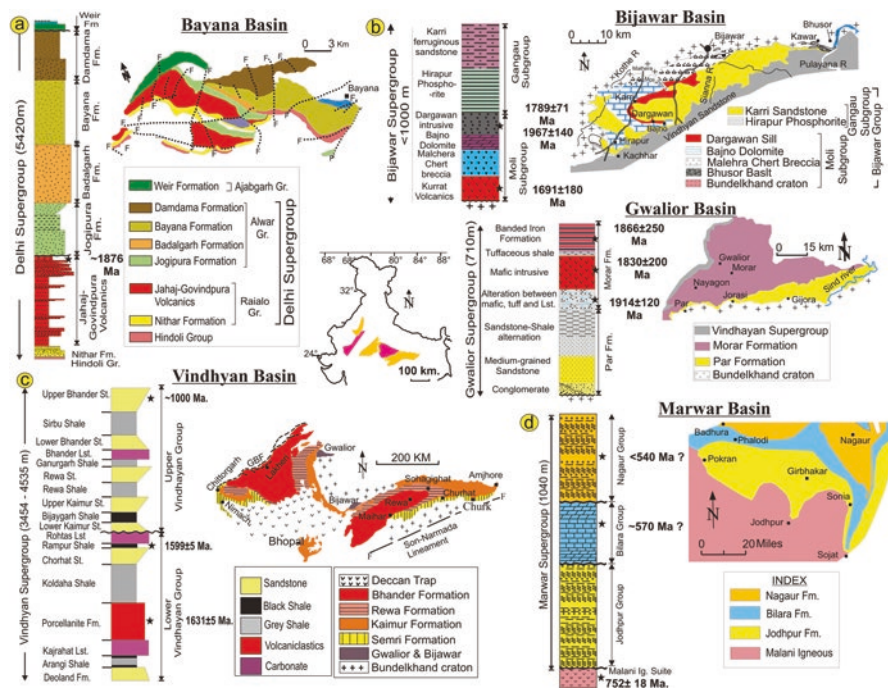 a
Bayana Basin
Weir
Fm
Damdama
Fm.
Bayana
Fm.
Badalgarh
Fm.
Jogipura
Fm.
~1876
Ma
Jahaj-
Govindpura
Volcanics
Nithar Fm.
Hindoli Gr.
Delhi Supergroup (5420m)
N
0 3 Km
F
F
F
F
F
F
Bayana
Weir Formation
Ajabgarh Gr.
Damdama Formation
Bayana Formation
Badalgarh Formation
Jogipura Formation
Alwar
Gr.
Jahaj-Govindpura
Volcanics
Nithar Formation
Raialo Gr.
Hindoli Group
Delhi Supergroup
68° 72° 76° 80° 84° 88°
32°
24°
N
100 km.
b
Bijawar Basin
Bijawar Supergroup
<1000 m
Karri
ferruginous
sandstone
Hirapur
Phospho-
rite
Dargawan
intrusive
Bajno
Dolomite
Malchera
Chert
breccia
Kurrat
Volcanics
Gangau
Subgroup
Moli
Subgroup
1789±71
Ma
1967±140
Ma
1691±180
Ma
0 10 km
N
Kothe R
Bijawar
Sianna R
Kawar
Bhusor
Pulayana R
Karri
Dargawan
Bajno
Hirapur
Kachhar
Vindhyan Sandstone
Karri Sandstone
Hirapur Phosphorite
Dargawan Sill
Bajno Dolomite
Malehra Chert Breccia
Bhusor Baslt
Bundelkhand craton
Gangau
Subgroup
Moli
Subgroup
Bijawar Group
Gwalior Basin
Gwalior Supergroup (710m)
Banded Iron
Formation
Tuffaceous shale
Mafic intrusive
Alteration between
mafic, tuff and Lst.
Sandstone-Shale
alternation
Medium-grained
Sandstone
Conglomerate
Morar Fm.
Par Fm.
1866±250
Ma
1830±200
Ma
1914±120
Ma
0 15 km
N
Gwalior
Morar
Nayagon
Par
Jorasi
Gijora
Sind river
Vindhayan Supergroup
Morar Formation
Par Formation
Bundelkhand craton
c
Vindhyan Basin
Vindhyan Supergroup (3454 - 4535 m)
Upper Bhander St.
Sirbu Shale
Lower Bhander St.
Bhander Lst.
Ganurgarh Shale
Rewa St.
Rewa Shale
Upper Kaimur St.
Bijaygarh Shale
Lower Kaimur St.
Rohtas Lst
Rampur Shale
Chorhat St.
Koldaha Shale
Porcellanite Fm.
Kajrahat Lst.
Arangi Shale
Deoland Fm.
~1000 Ma.
Upper
Vindhyan Group
1599±5 Ma.
1631±5 Ma.
Lower
Vindhyan Group
N
200 KM
Chittorgarh
GBF
Lakheri
Gwalior
Nimach
Bijawar
Sohagighat
Amjhore
Rewa
Churhat
Churk
Maihar
F
Bhopal
Son-Narmada
Lineament
Sandstone
Black Shale
Grey Shale
Volcaniclastics
Carbonate
Deccan Trap
Bhander Formation
Rewa Formation
Kaimur Formation
Semri Formation
Gwalior & Bijawar
Bundelkhand craton
d
Marwar Basin
Marwar Supergroup (1040 m)
Nagaur Group
Bilara Group
Jodhpur Group
<540 Ma ?
~570 Ma ?
Malani Ig. Suite
752± 18 Ma.
Badhura
Phalodi
Nagaur
Pokran
Girbhakar
Sonia
Jodhpur
Sojat
N
0 20 Miles
INDEX
Nagaur Fm.
Bilara Fm.
Jodhpur Fm.
Malani Igneous